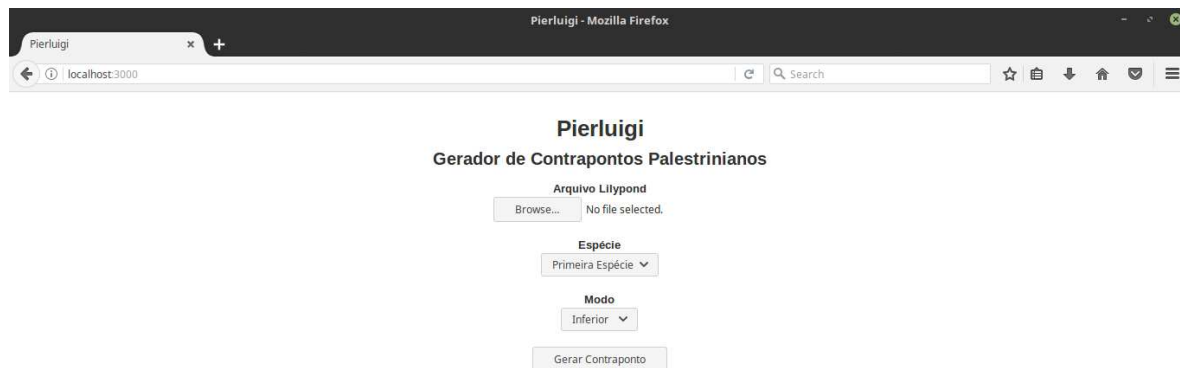 Pierluigi - Mozilla Firefox
Pierluigi
localhost:3000
Search
Pierluigi
Gerador de Contrapontos Palestrinianos
Arquivo Lilypond
Browse... No file selected.
Espécie
Primeira Espécie
Modo
Inferior
Gerar Contraponto